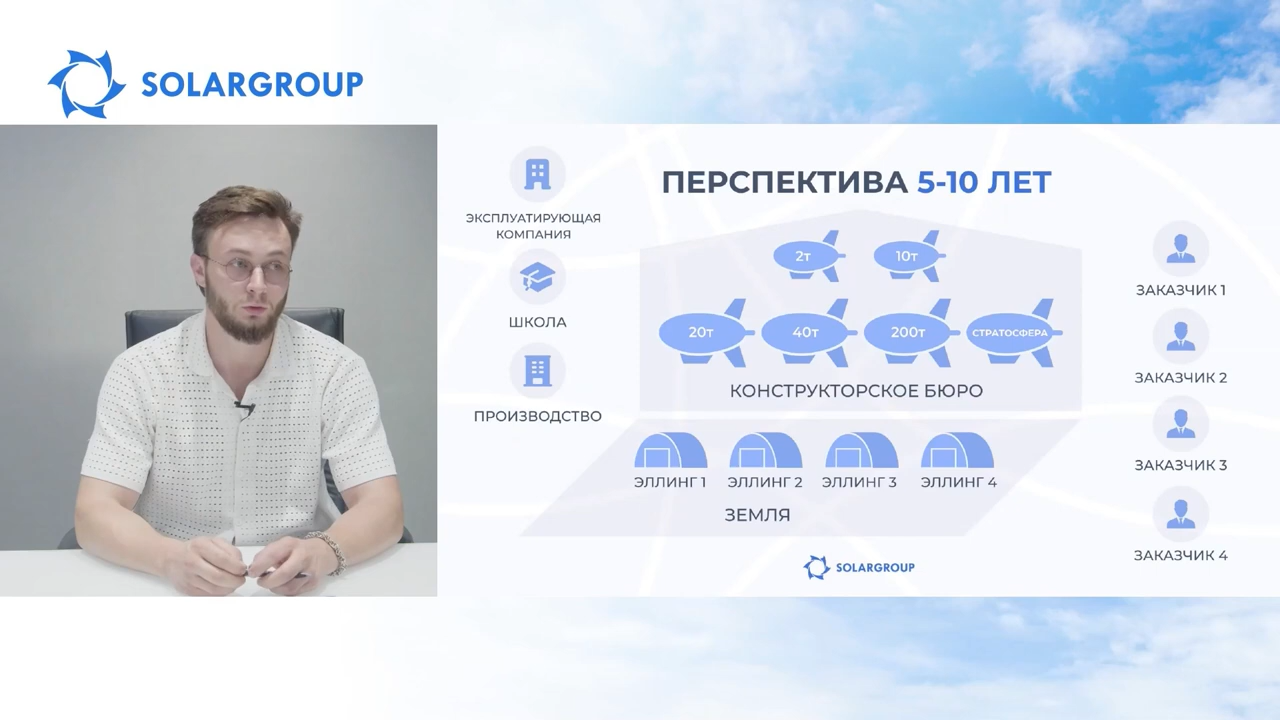 SOLARGROUP
ПЕРСПЕКТИВА 5-10 ЛЕТ
ЭКСПЛУАТИРУЮЩАЯ
КОМПАНИЯ
ШКОЛА
ПРОИЗВОДСТВО
2т
10т
20т
40т
200т
СТРАТОСФЕРА
КОНСТРУКТОРСКОЕ БЮРО
ЭЛЛИНГ 1
ЭЛЛИНГ 2
ЭЛЛИНГ 3
ЭЛЛИНГ 4
ЗЕМЛЯ
SOLARGROUP
ЗАКАЗЧИК 1
ЗАКАЗЧИК 2
ЗАКАЗЧИК 3
ЗАКАЗЧИК 4